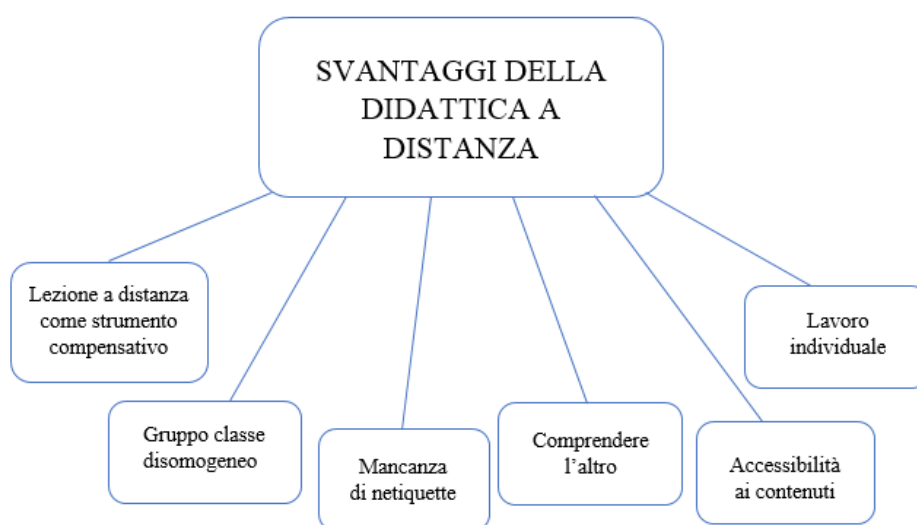 SVANTAGGI DELLA
DIDATTICA A
DISTANZA
Lezione a distanza
come strumento
compensativo
Gruppo classe
disomogeneo
Mancanza
di netiquette
Comprendere
l’altro
Accessibilità
ai contenuti
Lavoro
individuale